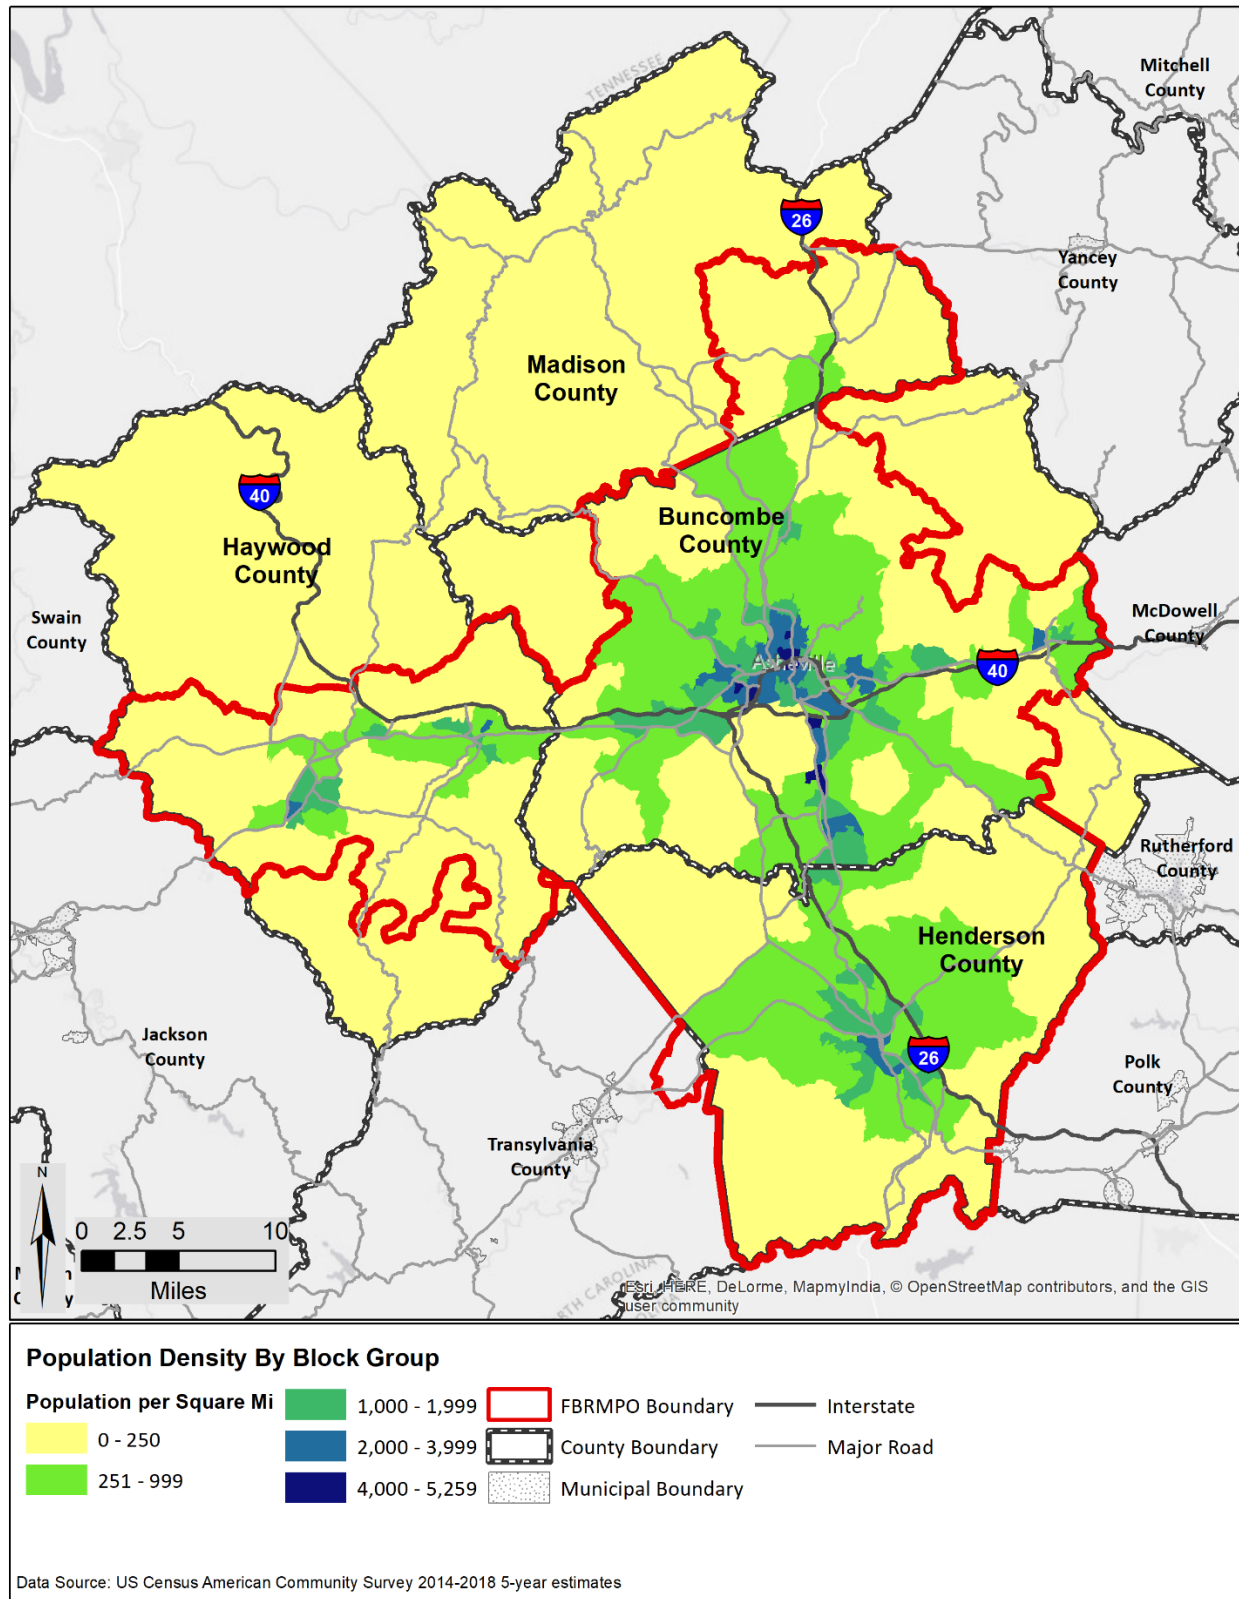 TENNESSEE
Mitchell
County
26
Yancey
County
Madison
County
40
Buncombe
County
Haywood
County
Swain
County
McDowell
County
Asheville
40
Rutherford
County
Henderson
County
Jackson
County
26
Polk
County
Transylvania
County
N
0 2.5 5 10
Miles
Esri, HERE, DeLorme, MapmyIndia, © OpenStreetMap contributors, and the GIS
user community
Population Density By Block Group
Population per Square Mi
0 - 250
251 - 999
1,000 - 1,999
2,000 - 3,999
4,000 - 5,259
FBRMPO Boundary
County Boundary
Municipal Boundary
Interstate
Major Road
Data Source: US Census American Community Survey 2014-2018 5-year estimates